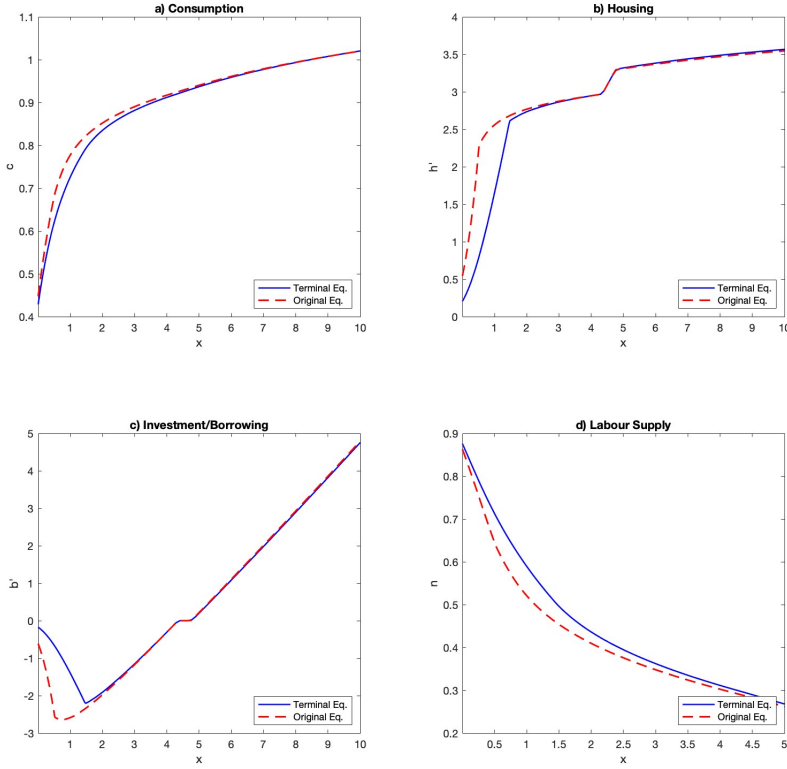 a) Consumption
1.1
1
0.9
0.8
0.7
0.6
0.5
0.4
c
1 2 3 4 5 6 7 8 9 10
x
Terminal Eq.
Original Eq.
b) Housing
4
3.5
3
2.5
2
1.5
1
0.5
0
h'
1 2 3 4 5 6 7 8 9 10
x
Terminal Eq.
Original Eq.
c) Investment/Borrowing
5
4
3
2
1
0
-1
-2
-3
b'
1 2 3 4 5 6 7 8 9 10
x
Terminal Eq.
Original Eq.
d) Labour Supply
0.9
0.8
0.7
0.6
0.5
0.4
0.3
0.2
n
0.5 1 1.5 2 2.5 3 3.5 4 4.5 5
x
Terminal Eq.
Original Eq.